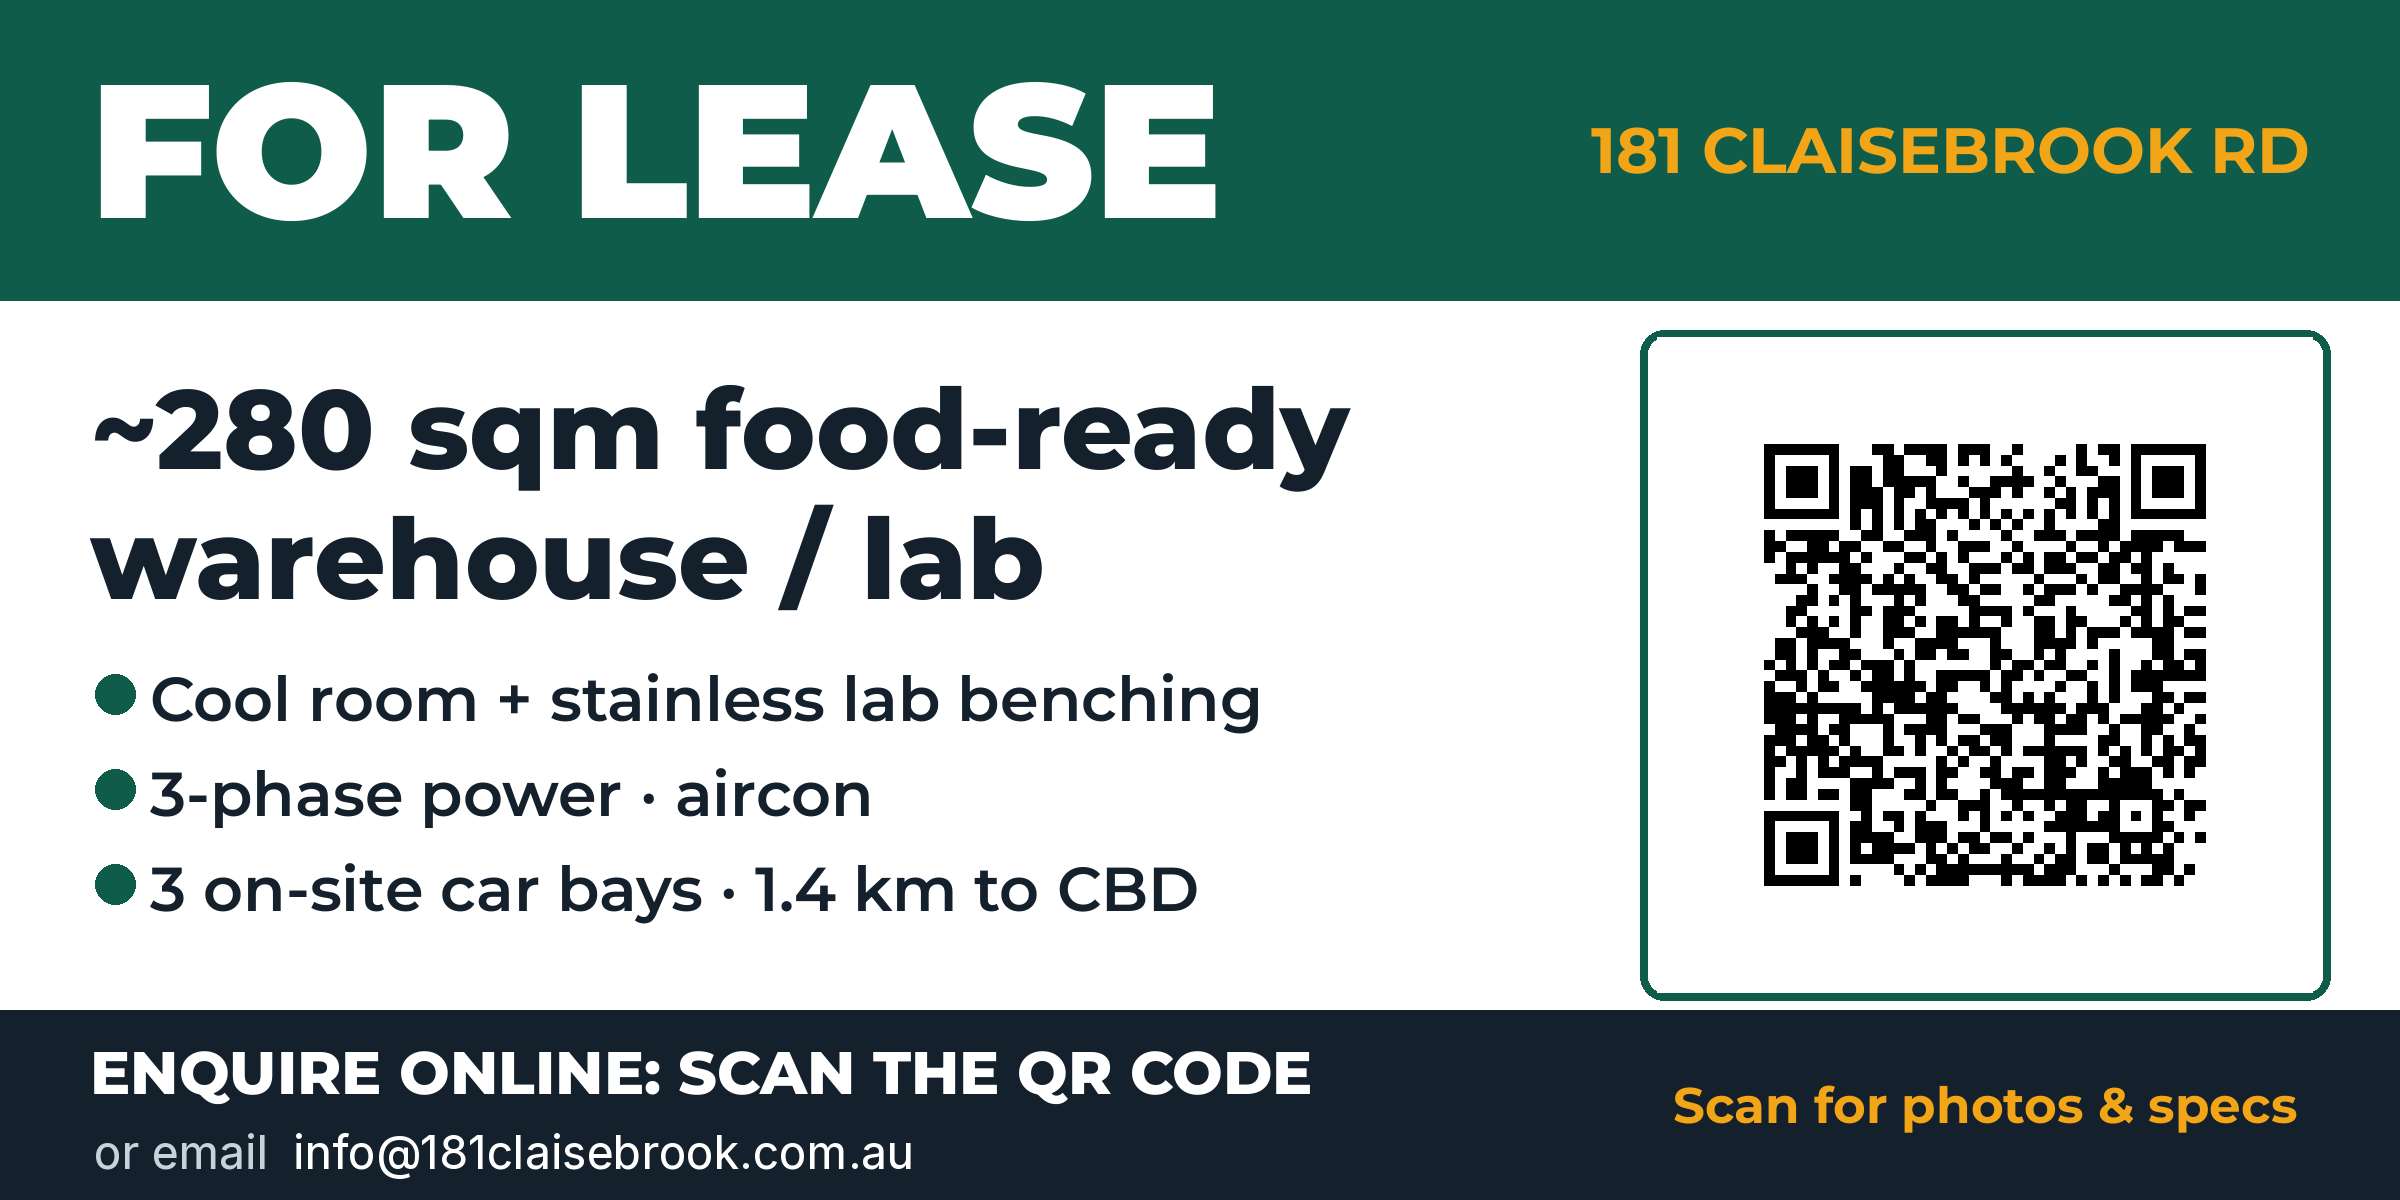 FOR LEASE
181 CLAISEBROOK RD
~280 sqm food-ready
warehouse / lab
Cool room + stainless lab benching
3-phase power · aircon
3 on-site car bays · 1.4 km to CBD
ENQUIRE ONLINE: SCAN THE QR CODE
or email info@181claisebrook.com.au
Scan for photos & specs